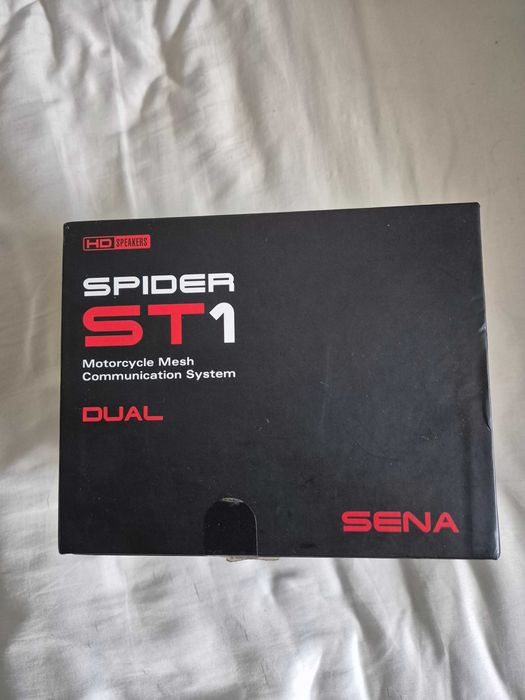 HD SPEAKERS
SPIDER
ST1
Motorcycle Mesh
Communication System
DUAL
SENA